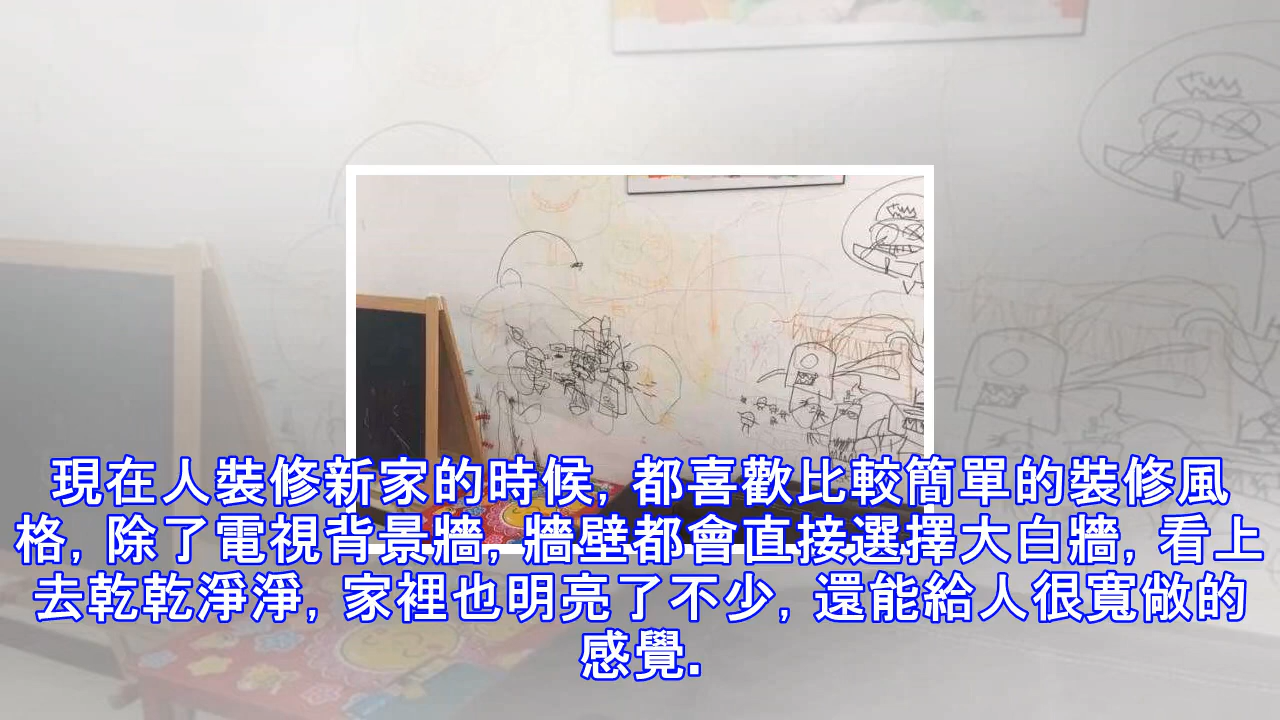 現在人裝修新家的時候, 都喜歡比較簡單的裝修風
格, 除了電視背景牆, 牆壁都會直接選擇大白牆, 看上
去乾乾淨淨, 家裡也明亮了不少, 還能給人很寬敞的
感覺.